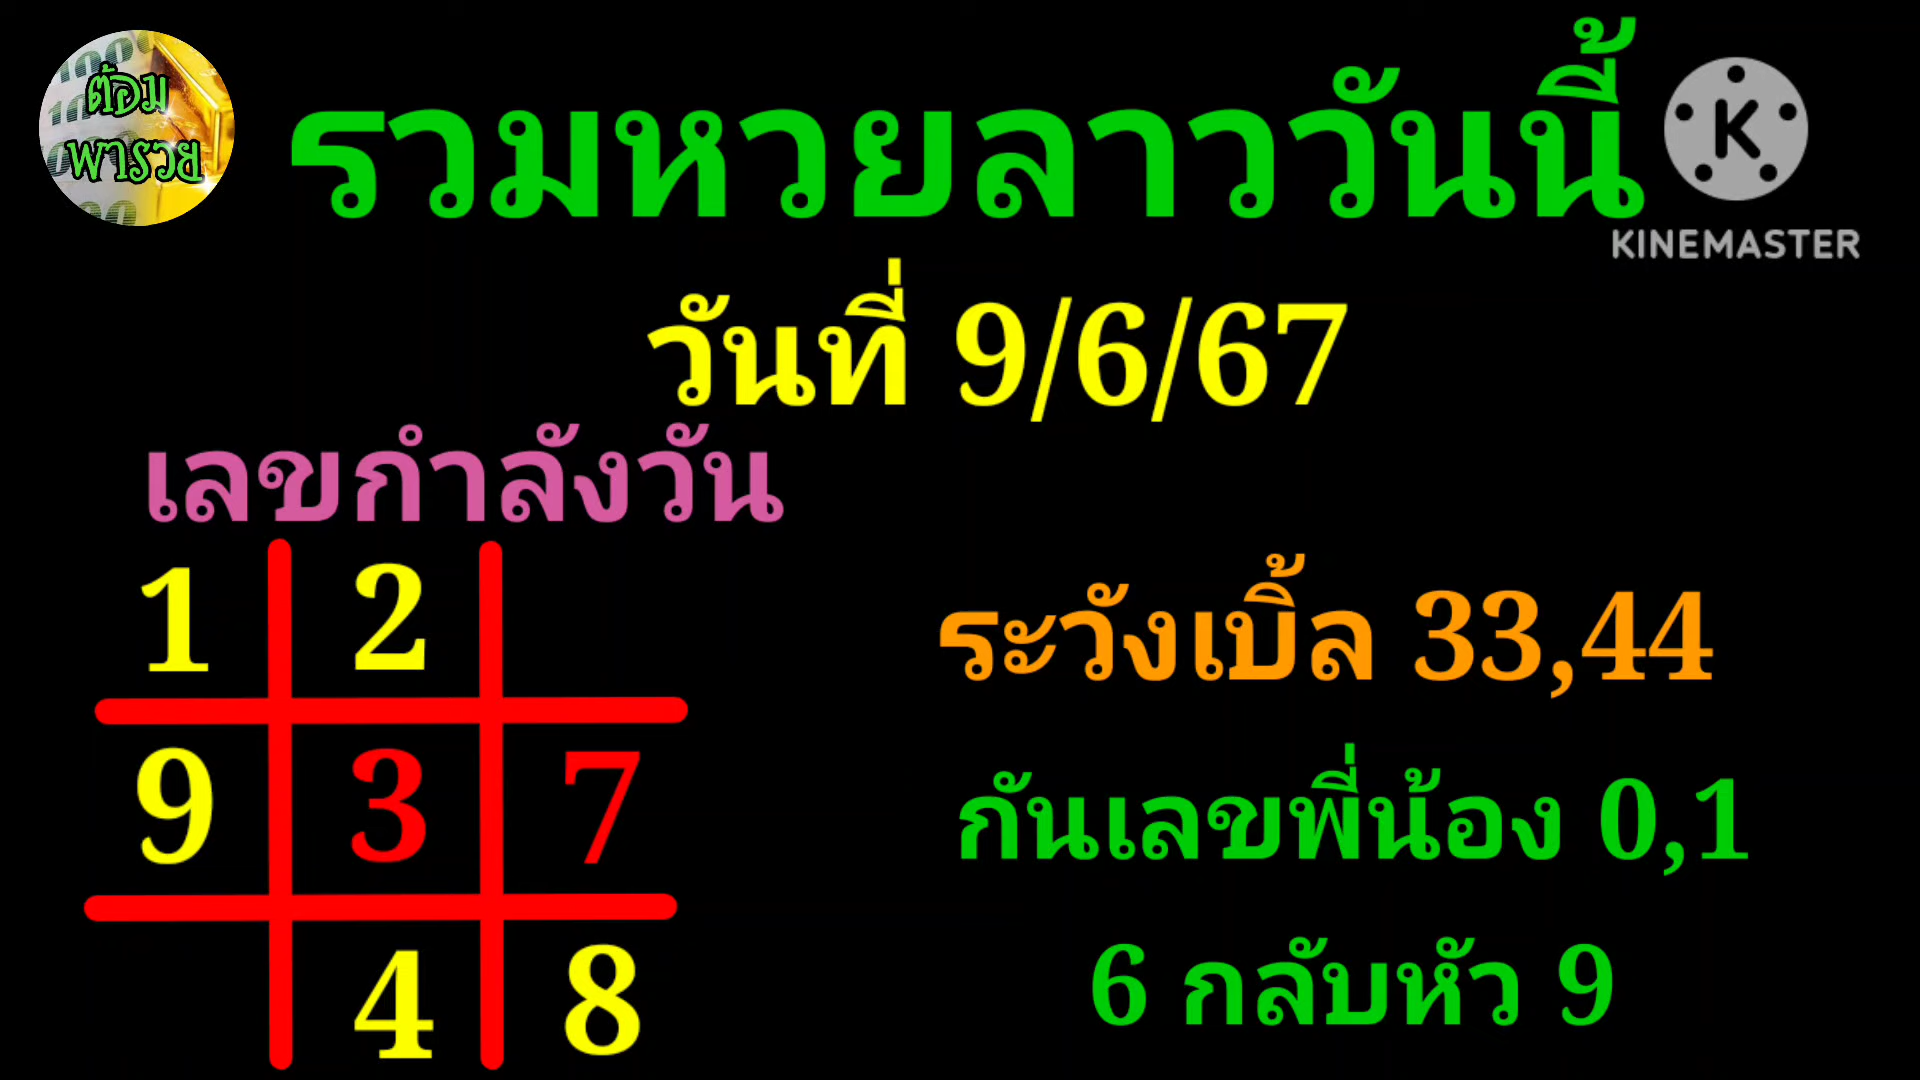 ต้อม
พารวย
รวมหวยลาววันนี้
KINEMASTER
วันที่ 9/6/67
เลขกำลังวัน
1 2
9 3 7
4 8
ระวังเบิ้ล 33,44
กันเลขพี่น้อง 0,1
6 กลับหัว 9